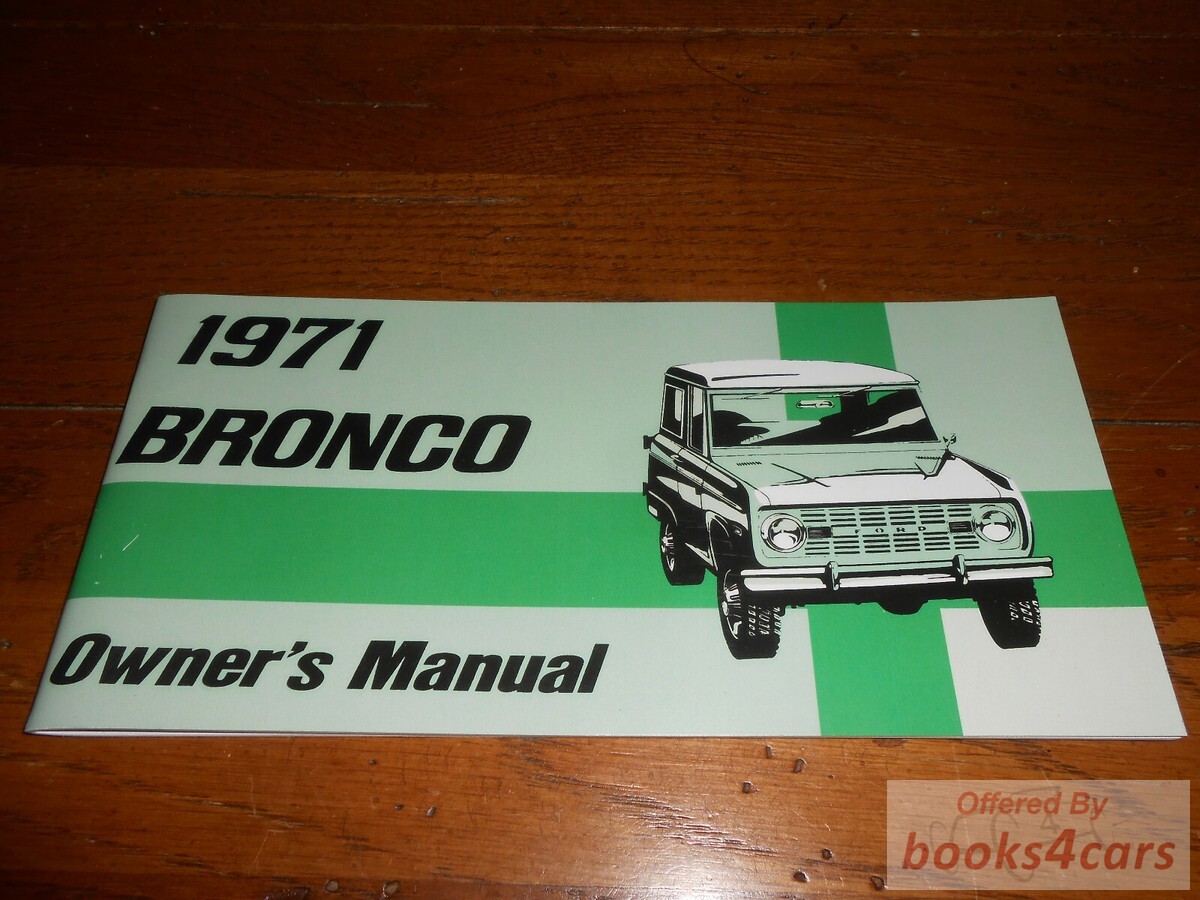 1971
BRONCO
FORD
Owner's Manual
Offered By
books4cars